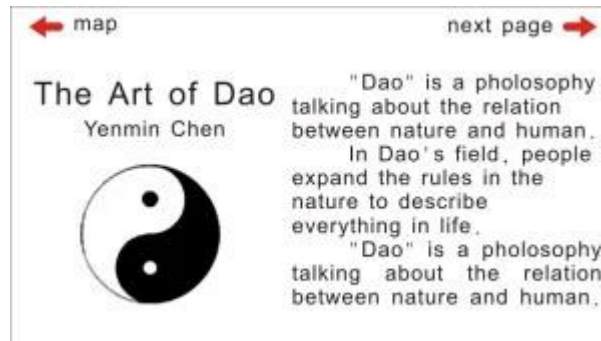 map
next page
The Art of Dao
Yenmin Chen
"Dao" is a pholosophy
talking about the relation
between nature and human.
In Dao's field, people
expand the rules in the
nature to describe
everything in life.
"Dao" is a pholosophy
talking about the relation
between nature and human.